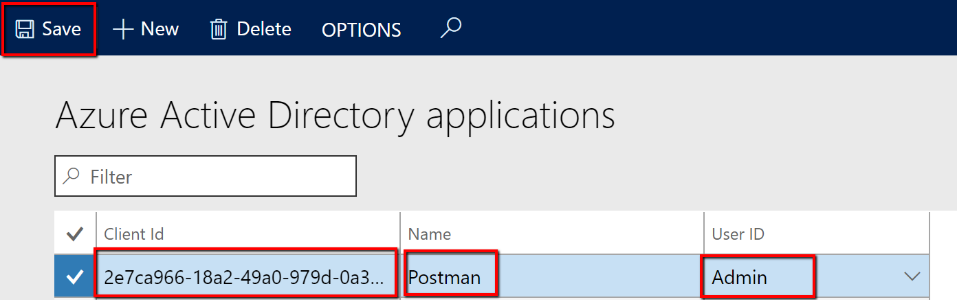 Save New Delete OPTIONS
Azure Active Directory applications
Filter
Client Id Name User ID
2e7ca966-18a2-49a0-979d-0a3... Postman Admin